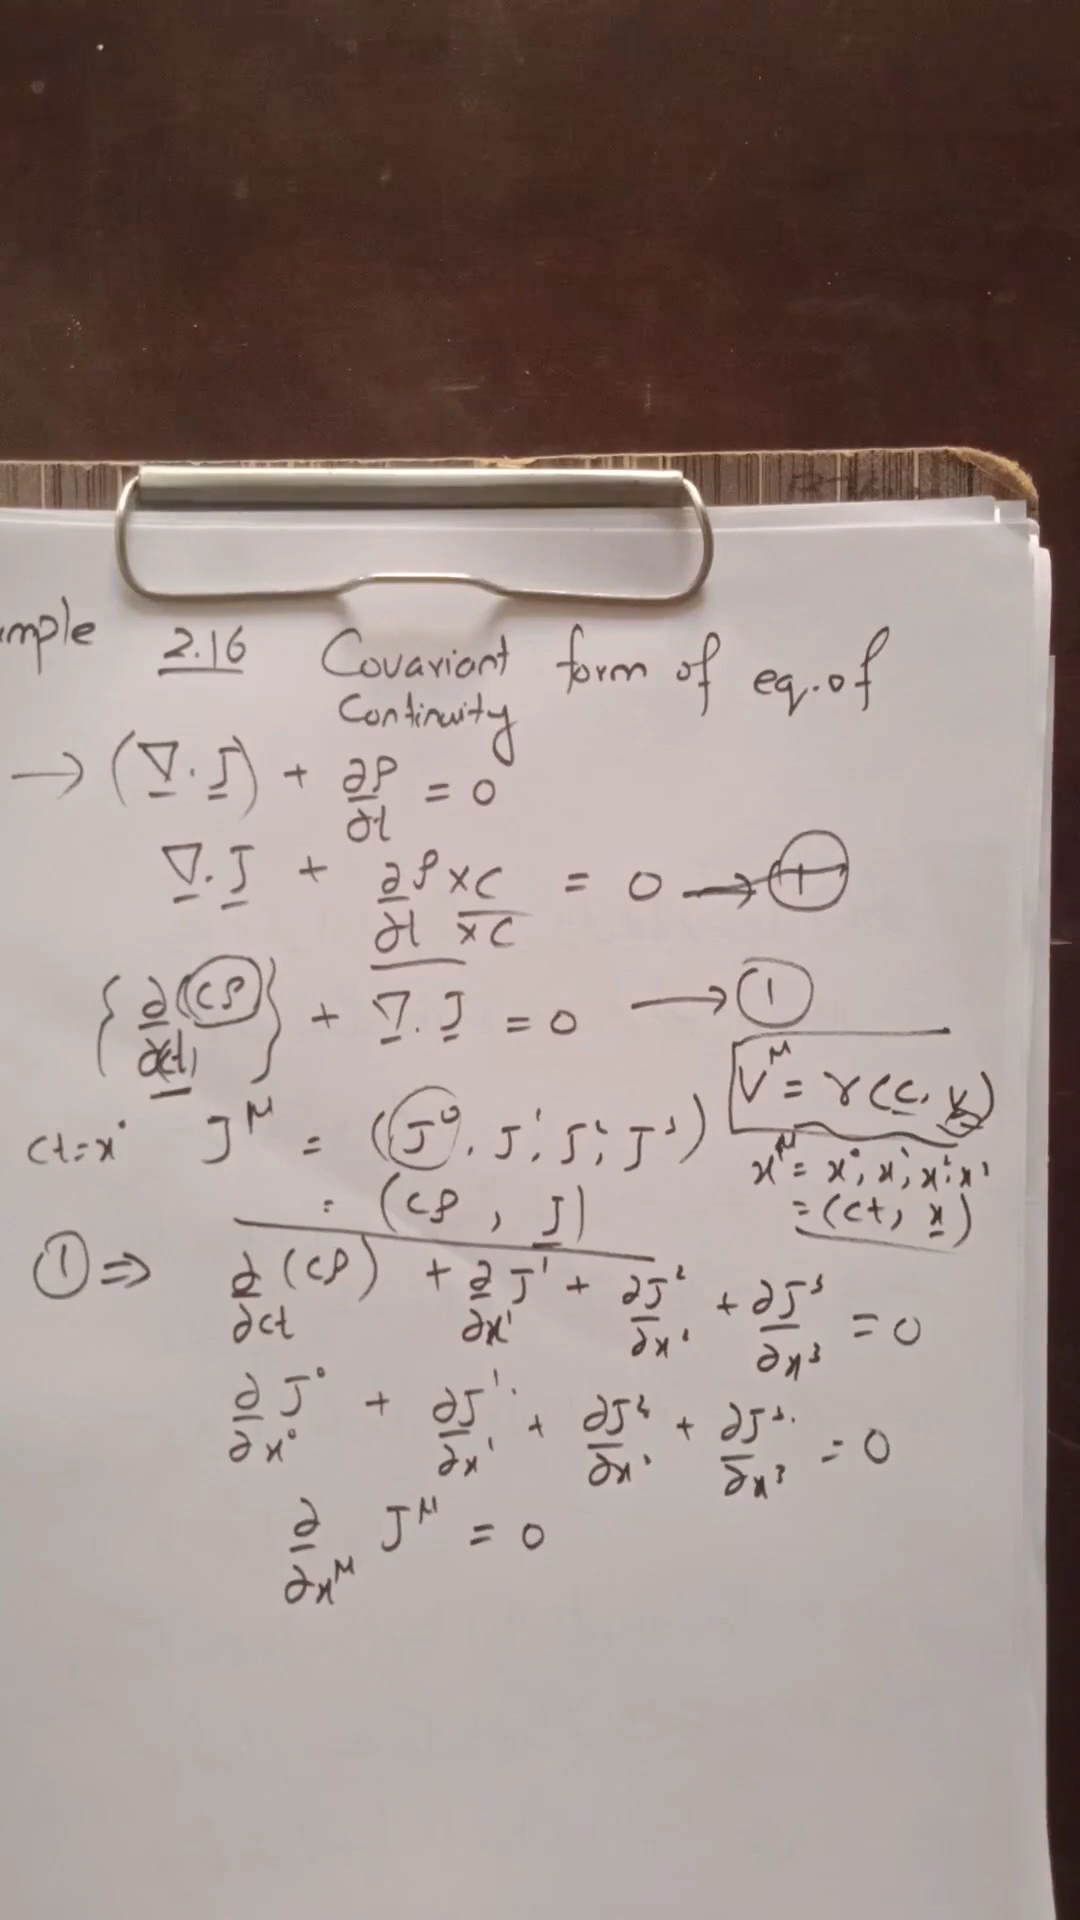 mple 2.16 Covariant form of eq. of
Continuity
→ (∇.J) + ∂ρ/∂t = 0
∇.J + ∂ρ/∂t ×c/×c = 0 → 1
{∂(cρ)/∂ct} + ∇.J = 0 → 1
V^μ = γ(c, v)
ct=x⁰ J^μ = (J⁰, J¹, J², J³)
x^μ = x⁰, x¹, x², x³
= (cρ, J)
= (ct, x)
1 ⇒ ∂/∂ct (cρ) + ∂/∂x¹ J¹ + ∂J²/∂x² + ∂J³/∂x³ = 0
∂/∂x⁰ J⁰ + ∂J¹/∂x¹ + ∂J²/∂x² + ∂J³/∂x³ = 0
∂/∂x^μ J^μ = 0